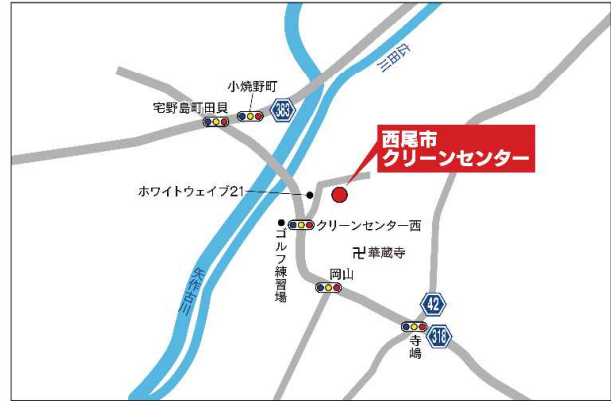 広田川
小焼野町
宅野島町田貝
383
西尾市
クリーンセンター
ホワイトウェイブ21
クリーンセンター西
ゴルフ練習場
卍華蔵寺
矢作古川
岡山
42
318
寺嶋